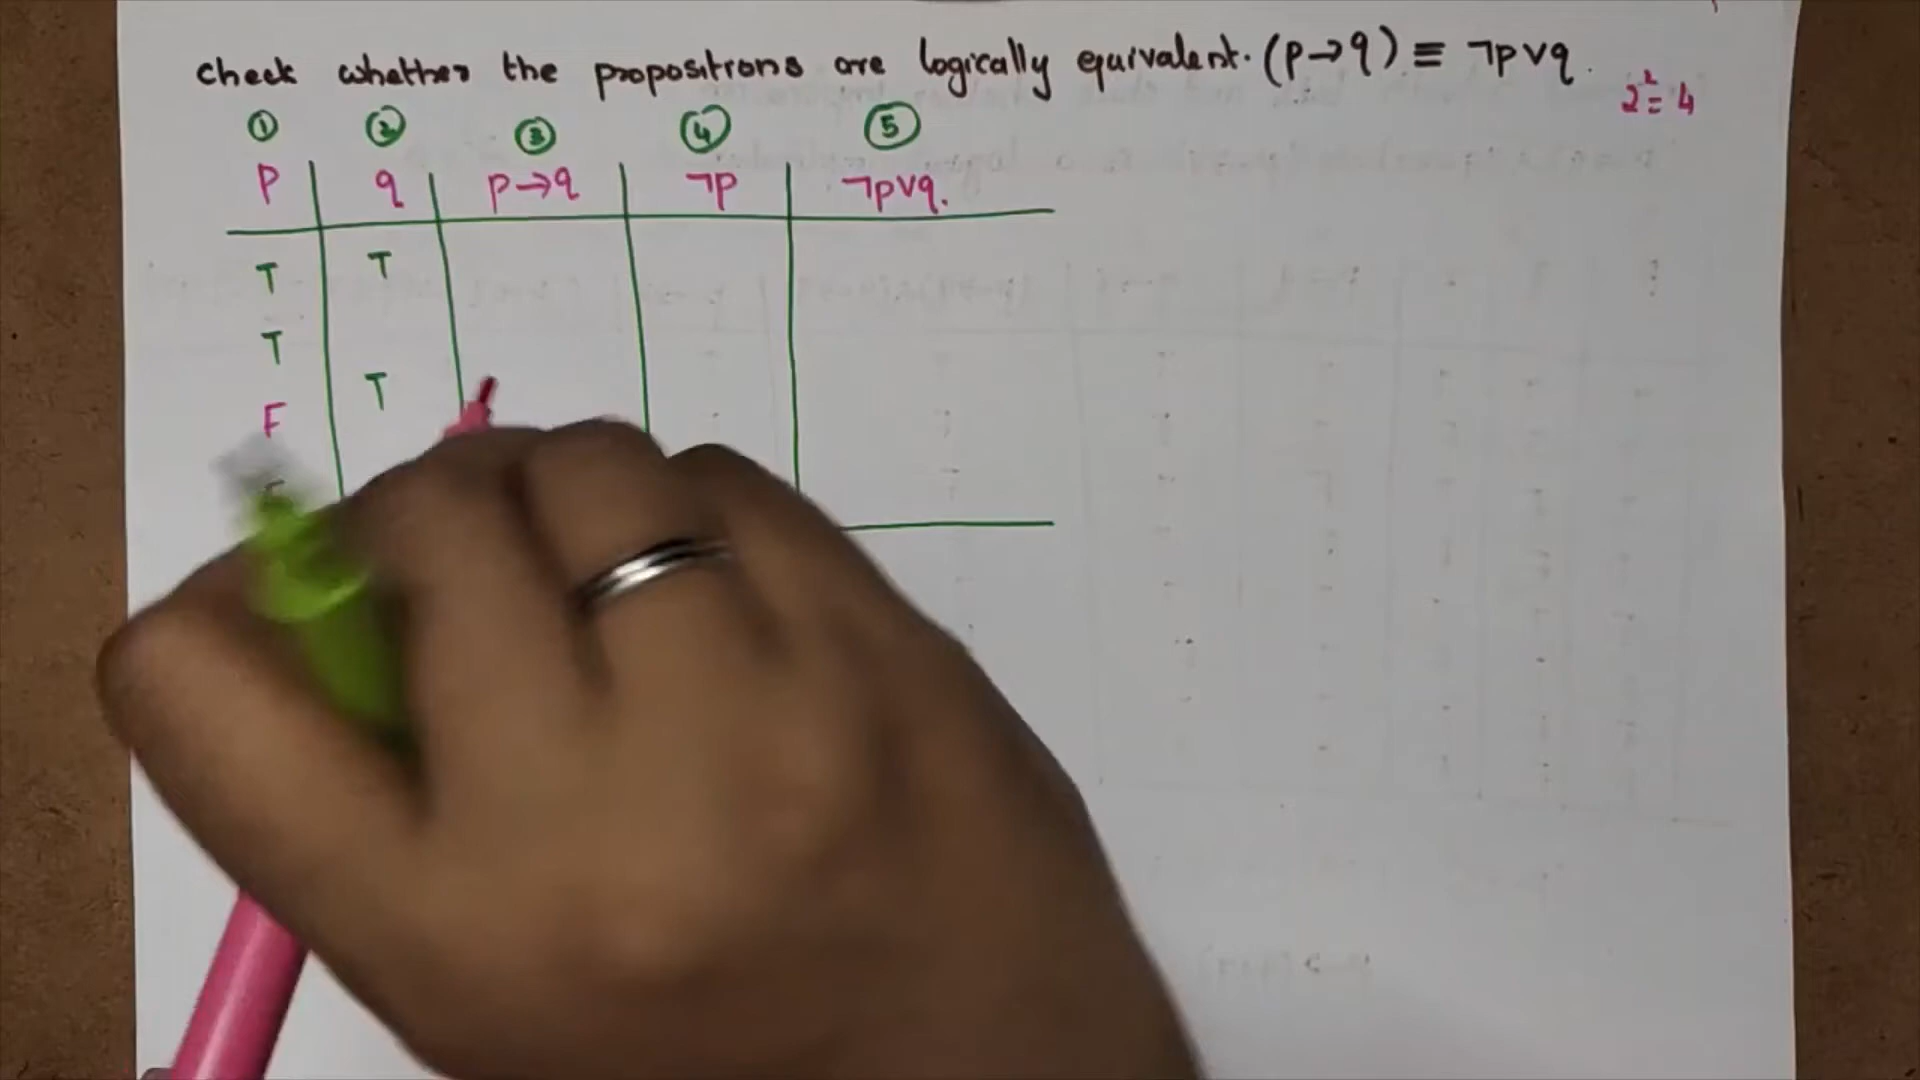 check whether the propositions are logically equivalent. (p→q) ≡ ¬p∨q.
2² = 4
① ② ③ ④ ⑤
P q p→q ¬p ¬p∨q.
T T
T
F T